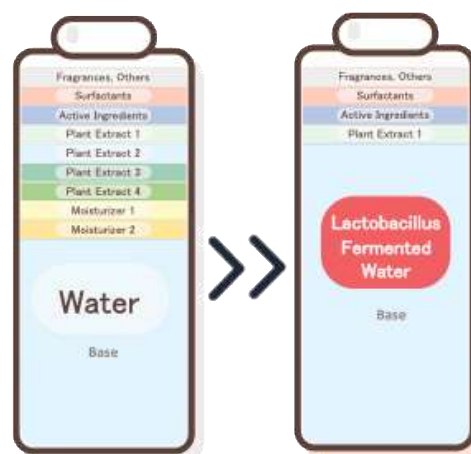 Fragrances, Others
Surfactants
Active Ingredients
Plant Extract 1
Plant Extract 2
Plant Extract 3
Plant Extract 4
Moisturizer 1
Moisturizer 2
Water
Base
Fragrances, Others
Surfactants
Active Ingredients
Plant Extract 1
Lactobacillus
Fermented
Water
Base